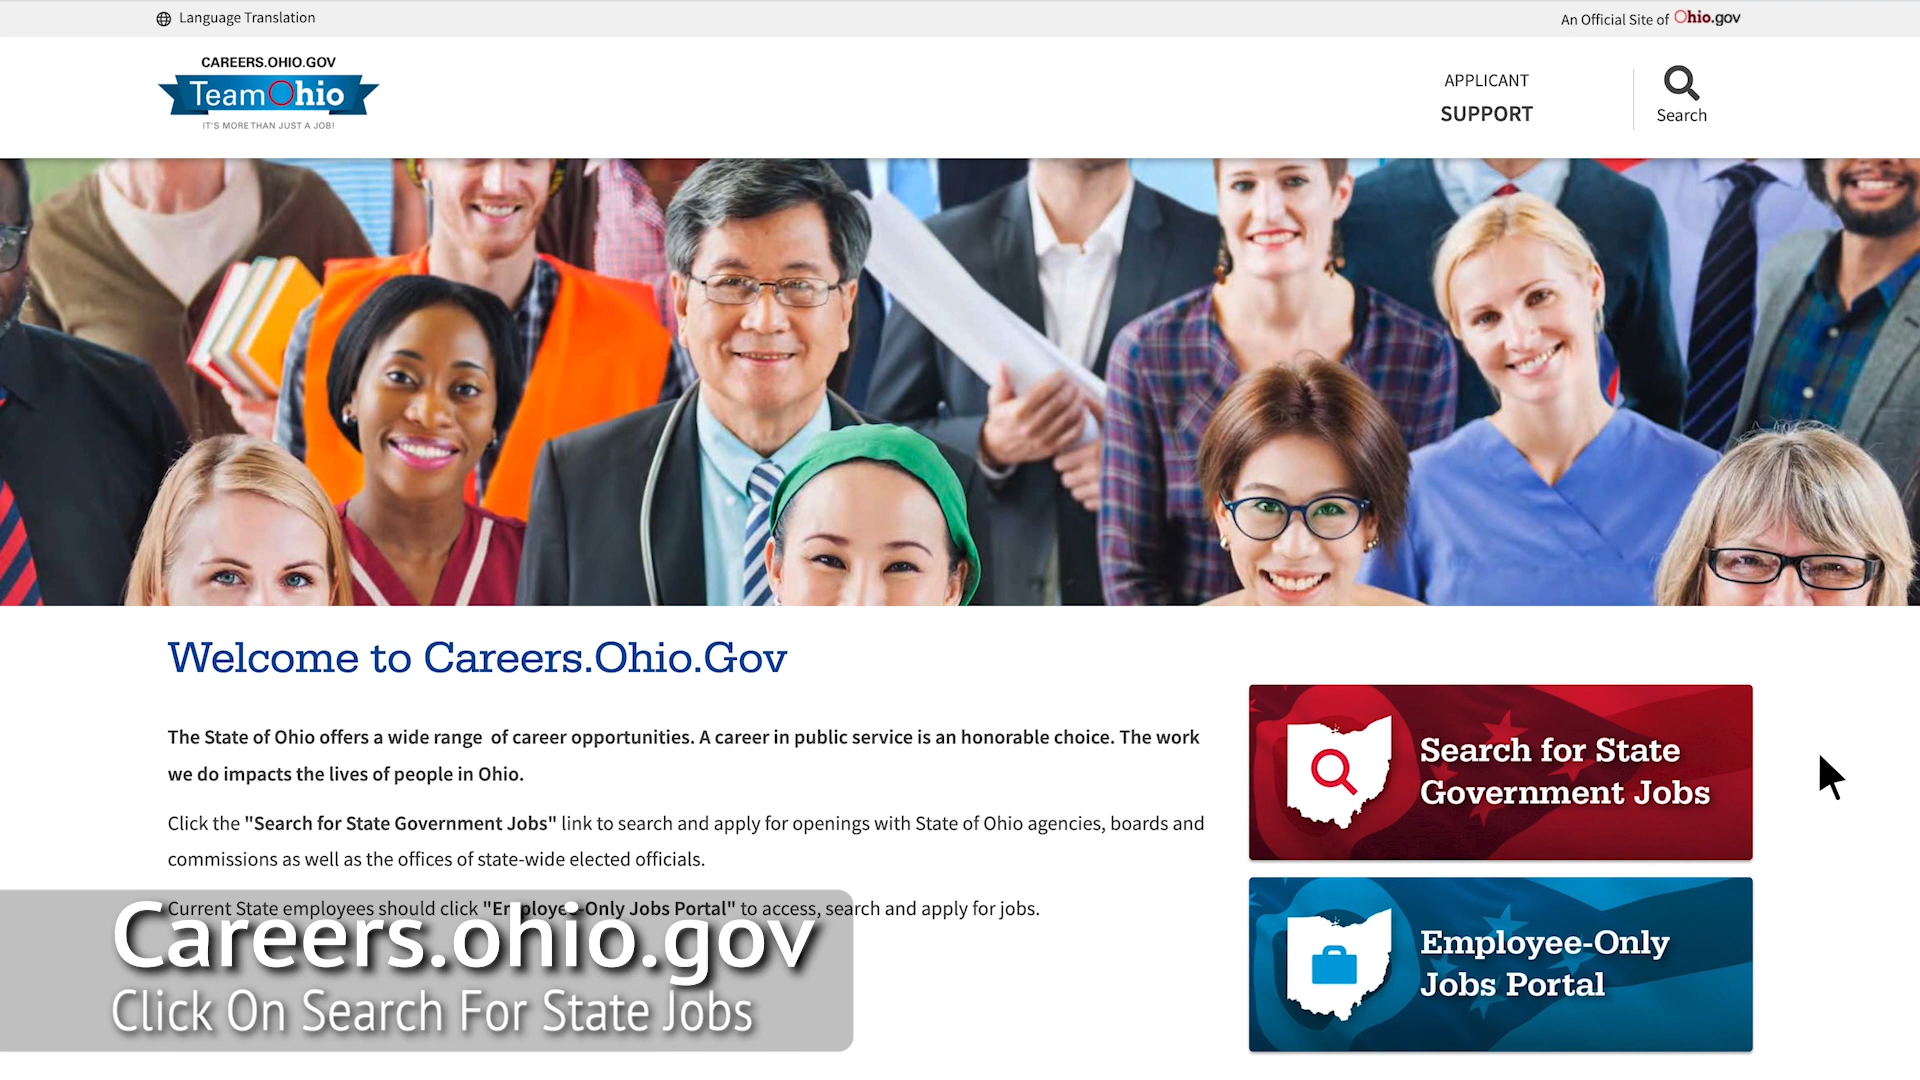 Language Translation
An Official Site of Ohio.gov
CAREERS.OHIO.GOV
TeamOhio
IT'S MORE THAN JUST A JOB!
APPLICANT
SUPPORT
Search
Welcome to Careers.Ohio.Gov
The State of Ohio offers a wide range of career opportunities. A career in public service is an honorable choice. The work
we do impacts the lives of people in Ohio.
Click the "Search for State Government Jobs" link to search and apply for openings with State of Ohio agencies, boards and
commissions as well as the offices of state-wide elected officials.
Current State employees should click "Employee-Only Jobs Portal" to access, search and apply for jobs.
Search for State
Government Jobs
Employee-Only
Jobs Portal
Careers.ohio.gov
Click On Search For State Jobs